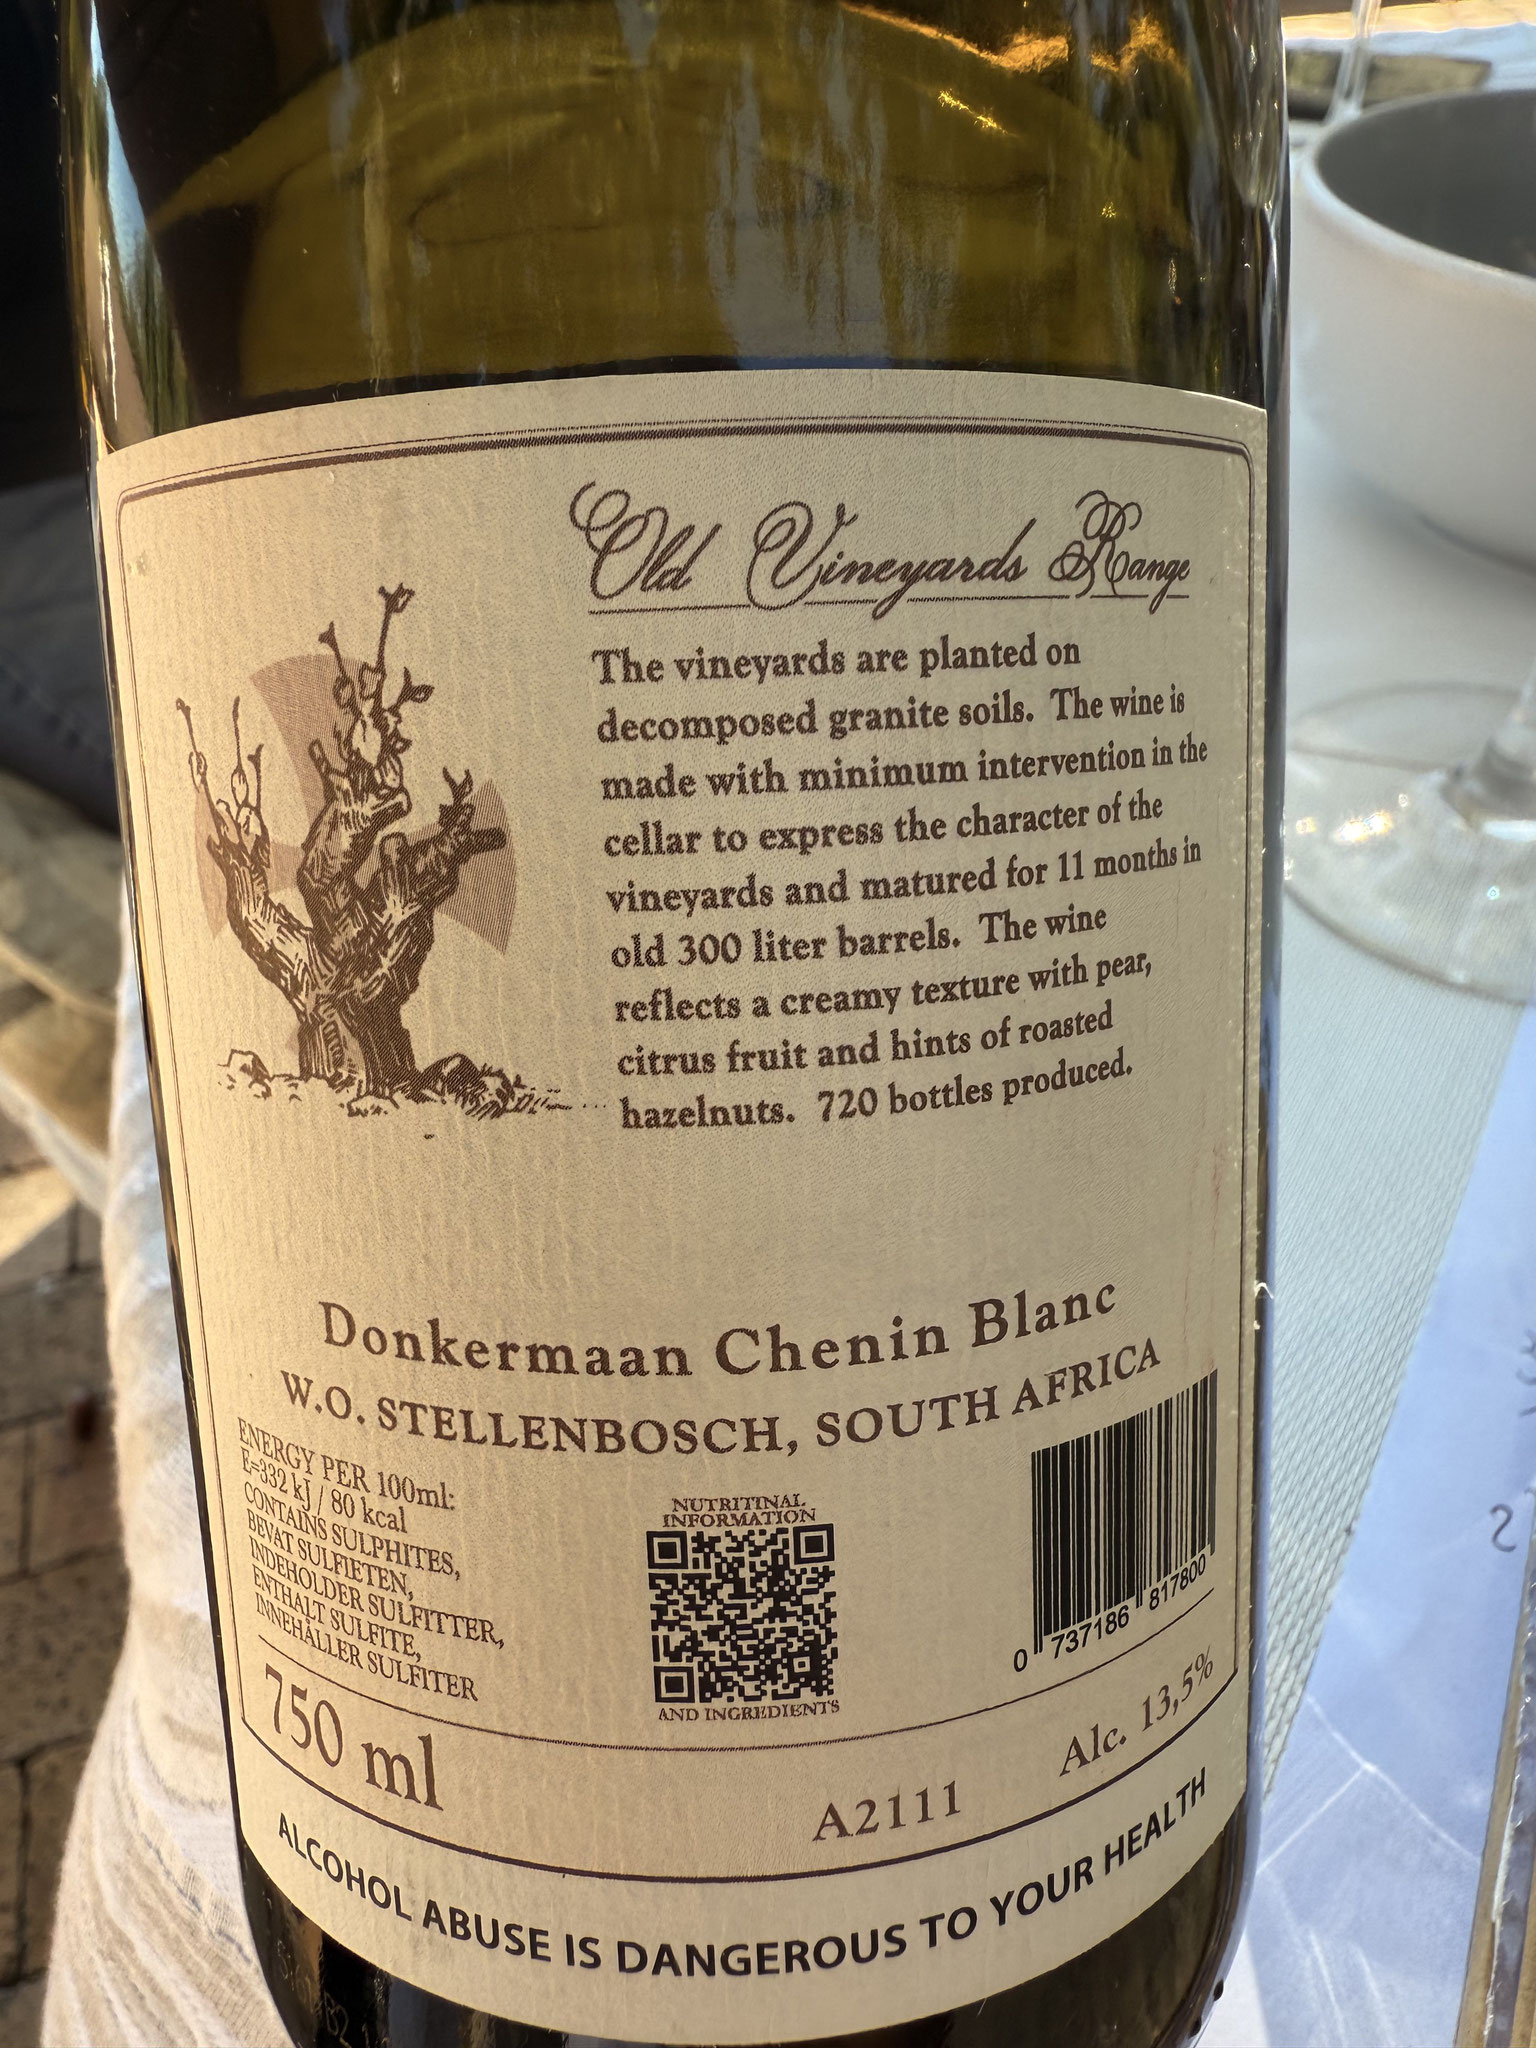 Old Vineyards Range
The vineyards are planted on
decomposed granite soils. The wine is
made with minimum intervention in the
cellar to express the character of the
vineyards and matured for 11 months in
old 300 liter barrels. The wine
reflects a creamy texture with pear,
citrus fruit and hints of roasted
hazelnuts. 720 bottles produced.
Donkermaan Chenin Blanc
W.O. STELLENBOSCH, SOUTH AFRICA
ENERGY PER 100ml:
E=332 kJ / 80 kcal
CONTAINS SULPHITES,
BEVAT SULFIETEN,
INDEHOLDER SULFITTER,
ENTHALT SULFITE,
INNEHÅLLER SULFITER
NUTRITINAL
INFORMATION
AND INGREDIENTS
0 737186 817800
750 ml
A2111
Alc. 13,5%
ALCOHOL ABUSE IS DANGEROUS TO YOUR HEALTH